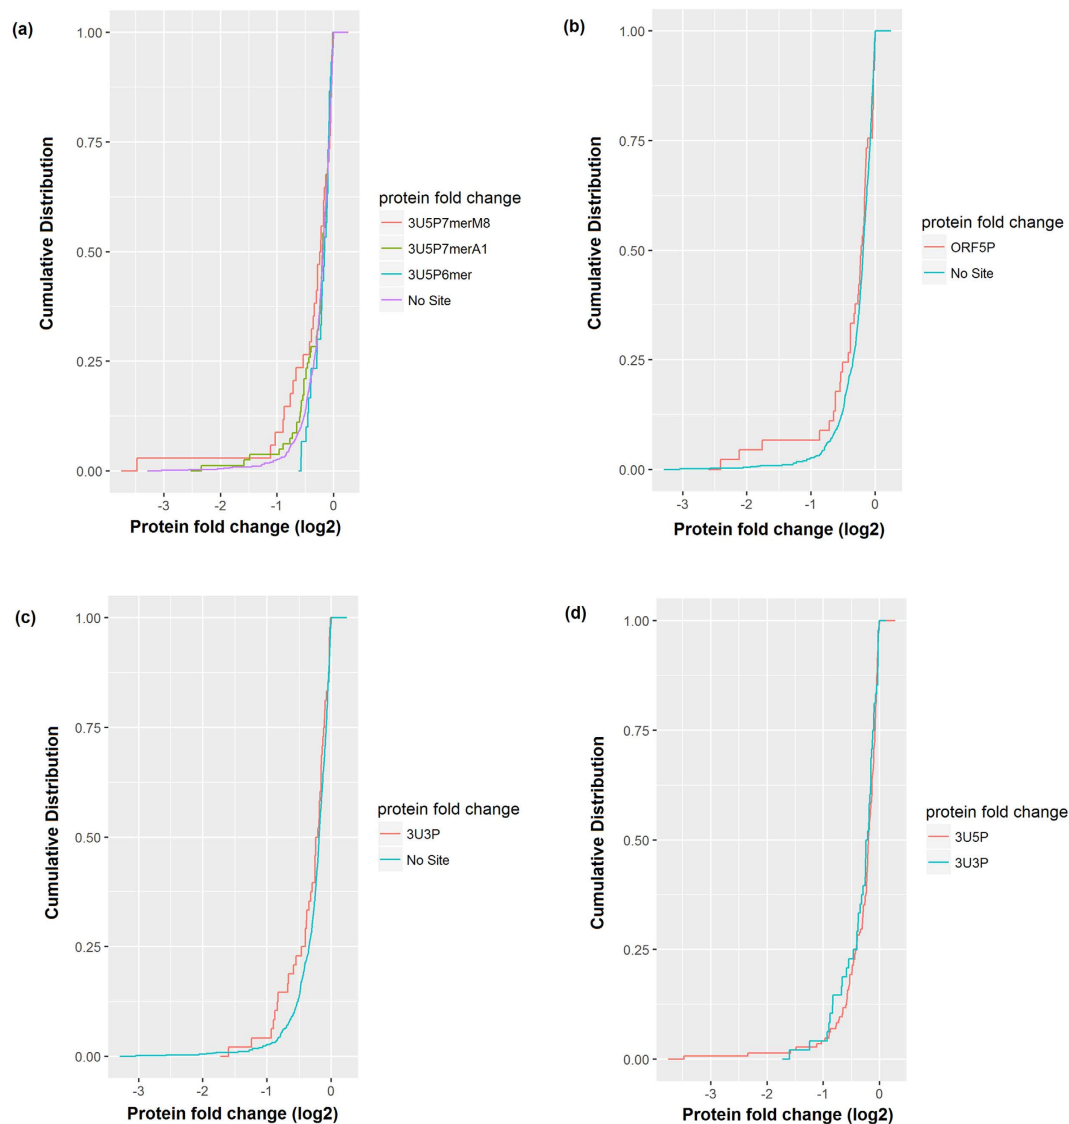 (a)
1.00
0.75
0.50
0.25
0.00
Cumulative Distribution
-3 -2 -1 0
Protein fold change (log2)
protein fold change
3U5P7merM8
3U5P7merA1
3U5P6mer
No Site
(b)
1.00
0.75
0.50
0.25
0.00
Cumulative Distribution
-3 -2 -1 0
Protein fold change (log2)
protein fold change
ORF5P
No Site
(c)
1.00
0.75
0.50
0.25
0.00
Cumulative Distribution
-3 -2 -1 0
Protein fold change (log2)
protein fold change
3U3P
No Site
(d)
1.00
0.75
0.50
0.25
0.00
Cumulative Distribution
-3 -2 -1 0
Protein fold change (log2)
protein fold change
3U5P
3U3P